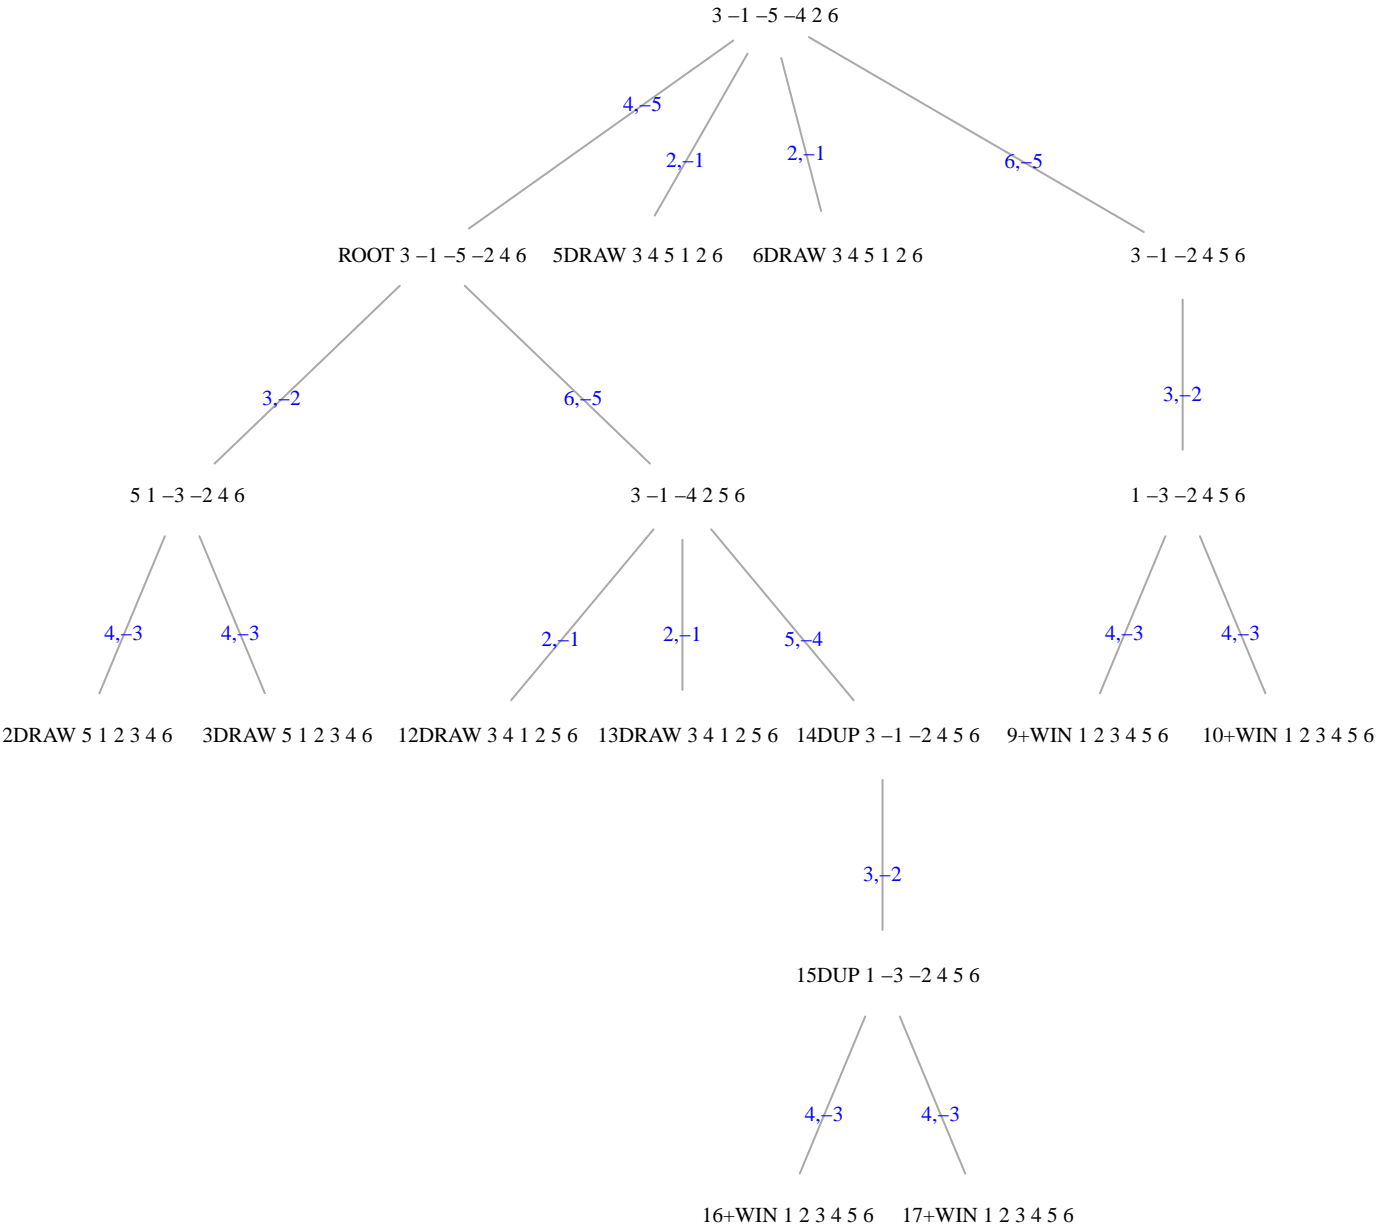 3 –1 –5 –4 2 6
4,–5
2,–1
2,–1
6,–5
ROOT 3 –1 –5 –2 4 6
5DRAW 3 4 5 1 2 6
6DRAW 3 4 5 1 2 6
3 –1 –2 4 5 6
3,–2
6,–5
3,–2
5 1 –3 –2 4 6
3 –1 –4 2 5 6
1 –3 –2 4 5 6
4,–3
4,–3
2,–1
2,–1
5,–4
4,–3
4,–3
2DRAW 5 1 2 3 4 6
3DRAW 5 1 2 3 4 6
12DRAW 3 4 1 2 5 6
13DRAW 3 4 1 2 5 6
14DUP 3 –1 –2 4 5 6
9+WIN 1 2 3 4 5 6
10+WIN 1 2 3 4 5 6
3,–2
15DUP 1 –3 –2 4 5 6
4,–3
4,–3
16+WIN 1 2 3 4 5 6
17+WIN 1 2 3 4 5 6